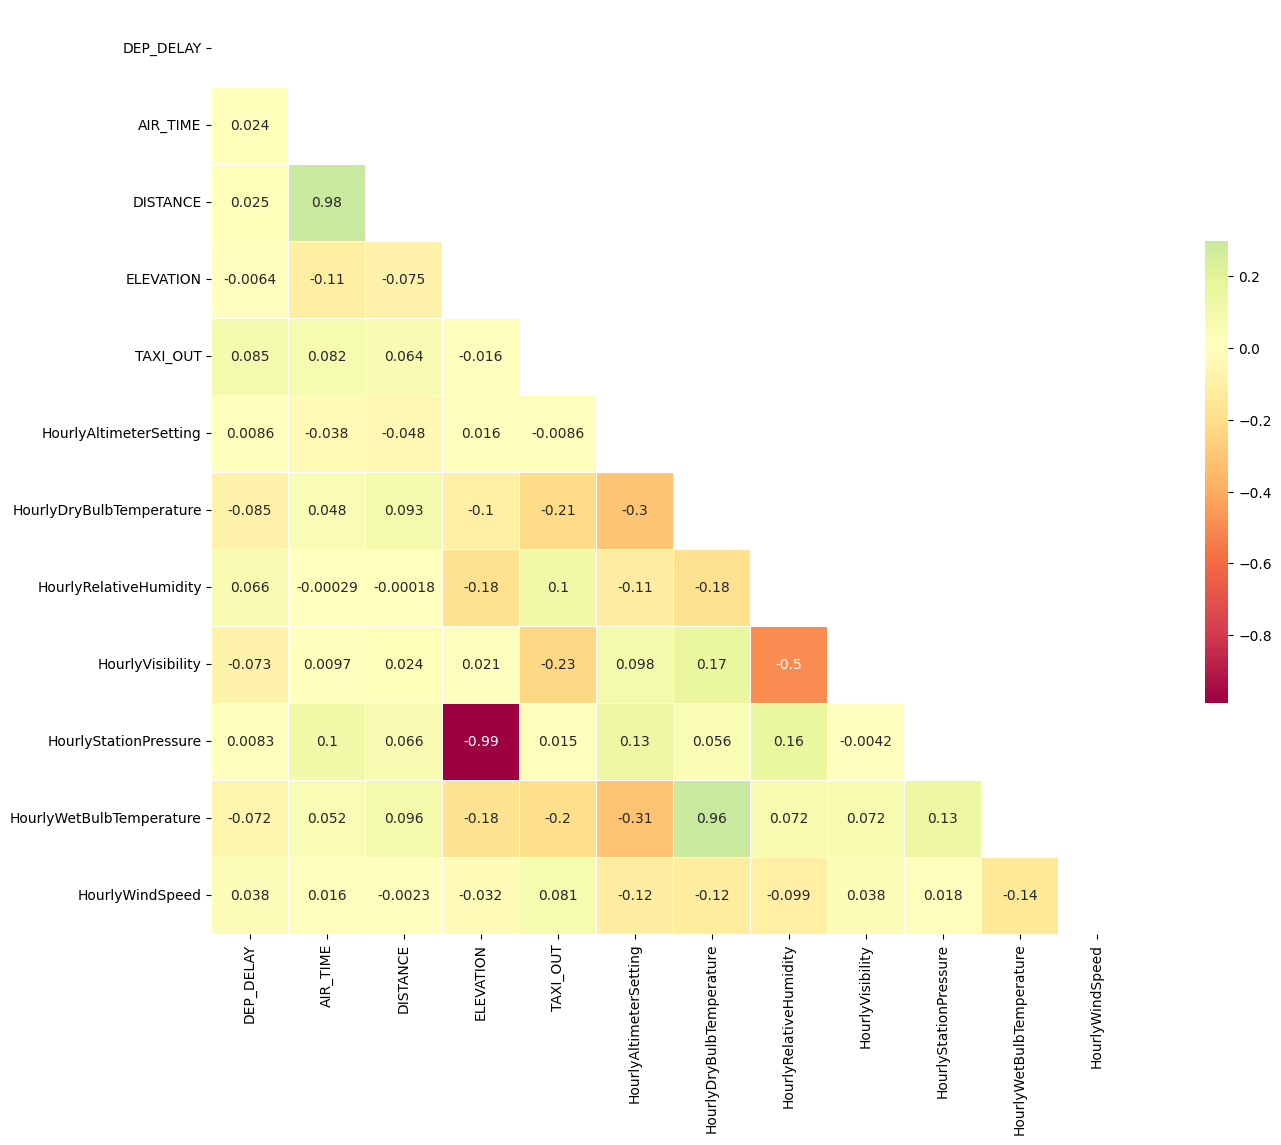 DEP_DELAY
AIR_TIME 0.024
DISTANCE 0.025 0.98
ELEVATION -0.0064 -0.11 -0.075
TAXI_OUT 0.085 0.082 0.064 -0.016
HourlyAltimeterSetting 0.0086 -0.038 -0.048 0.016 -0.0086
HourlyDryBulbTemperature -0.085 0.048 0.093 -0.1 -0.21 -0.3
HourlyRelativeHumidity 0.066 -0.00029 -0.00018 -0.18 0.1 -0.11 -0.18
HourlyVisibility -0.073 0.0097 0.024 0.021 -0.23 0.098 0.17 -0.5
HourlyStationPressure 0.0083 0.1 0.066 -0.99 0.015 0.13 0.056 0.16 -0.0042
HourlyWetBulbTemperature -0.072 0.052 0.096 -0.18 -0.2 -0.31 0.96 0.072 0.072 0.13
HourlyWindSpeed 0.038 0.016 -0.0023 -0.032 0.081 -0.12 -0.12 -0.099 0.038 0.018 -0.14
DEP_DELAY
AIR_TIME
DISTANCE
ELEVATION
TAXI_OUT
HourlyAltimeterSetting
HourlyDryBulbTemperature
HourlyRelativeHumidity
HourlyVisibility
HourlyStationPressure
HourlyWetBulbTemperature
HourlyWindSpeed
0.2
0.0
−0.2
−0.4
−0.6
−0.8